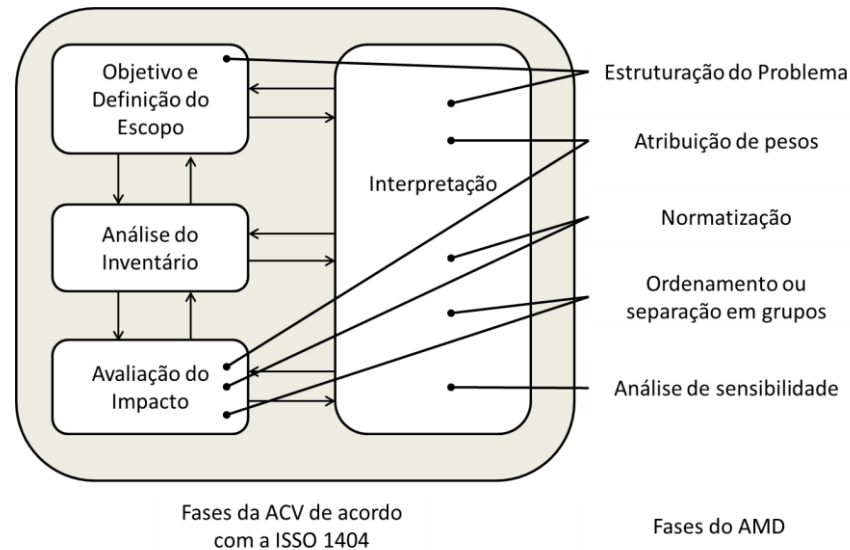 Objetivo e
Definição do
Escopo
Análise do
Inventário
Avaliação do
Impacto
Interpretação
Estruturação do Problema
Atribuição de pesos
Normatização
Ordenamento ou
separação em grupos
Análise de sensibilidade
Fases da ACV de acordo
com a ISSO 1404
Fases do AMD